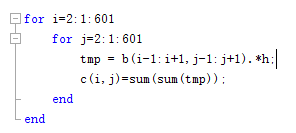 for i=2:1:601
for j=2:1:601
tmp = b(i-1:i+1,j-1:j+1).*h;
c(i,j)=sum(sum(tmp));
end
end